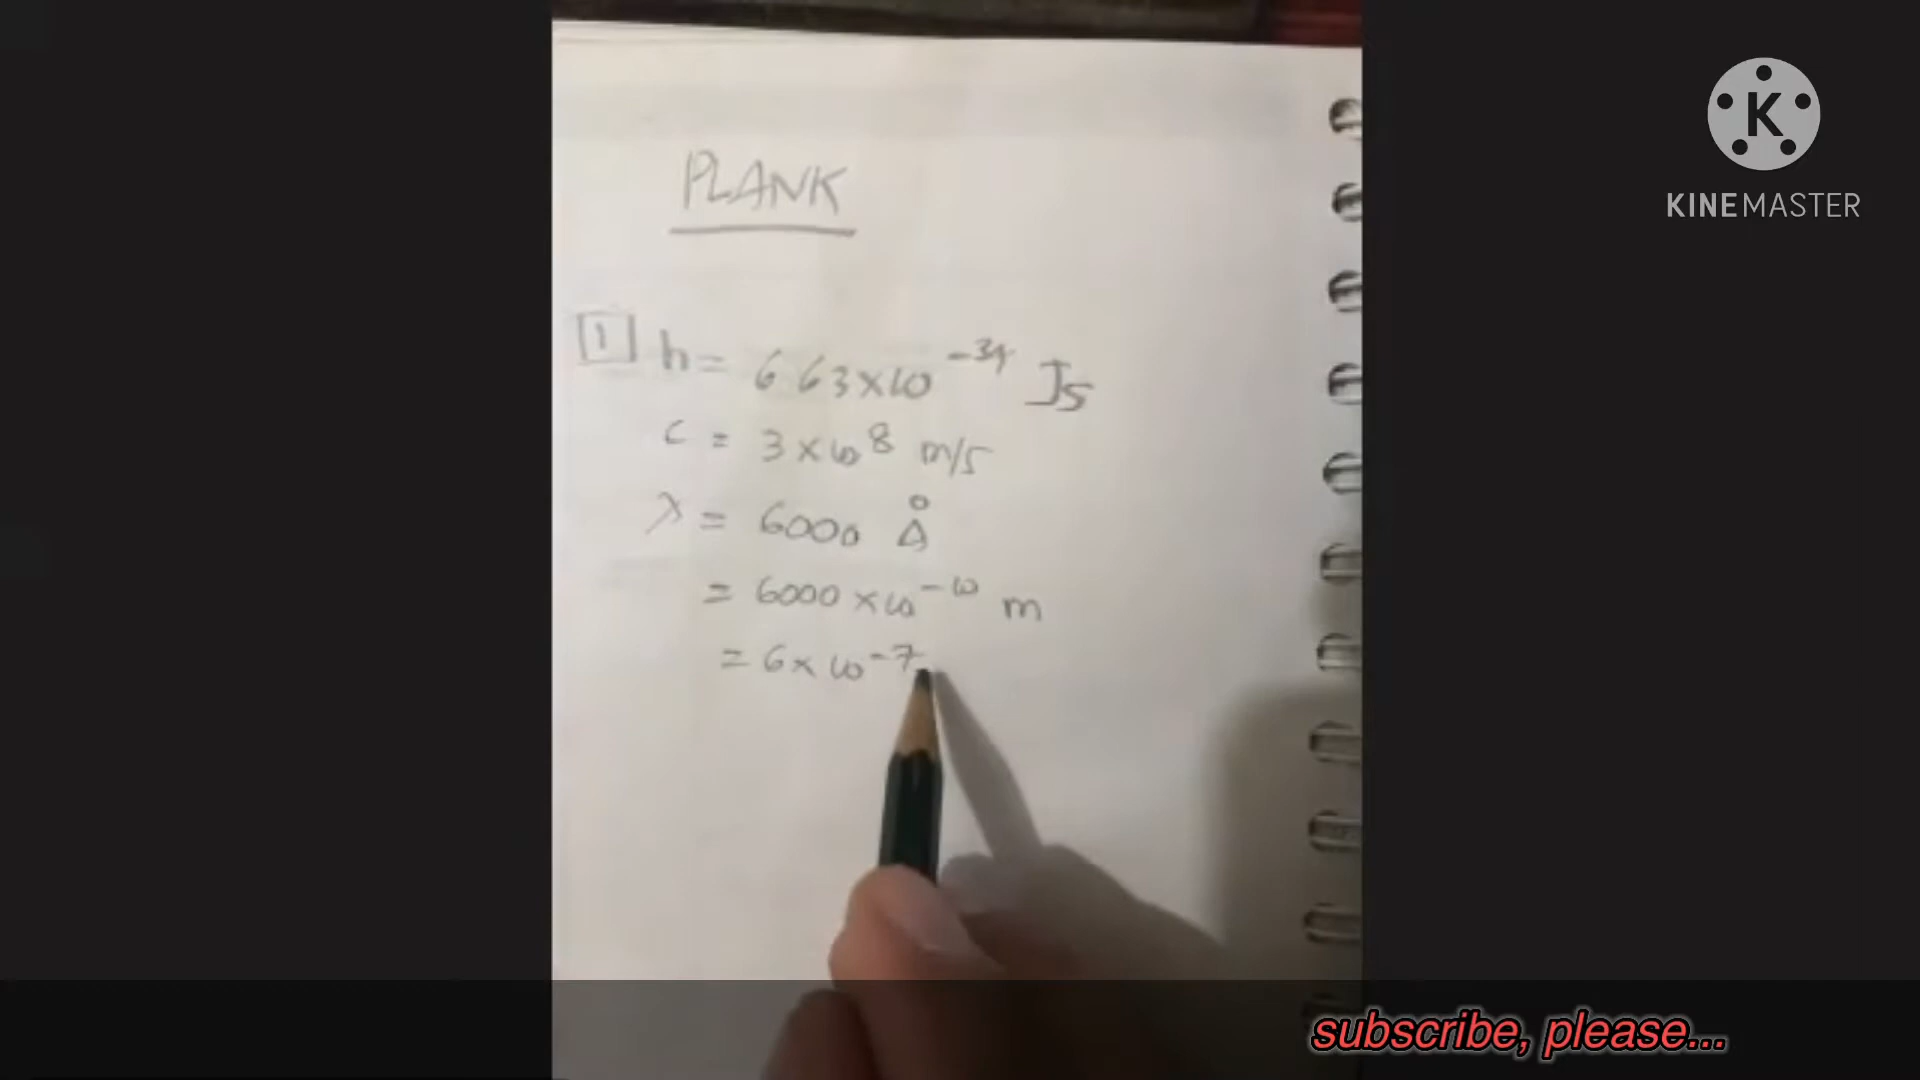 PLANK
1 h = 6 63 x 10^-34 Js
c = 3 x 10^8 m/s
λ = 6000 Å
= 6000 x 10^-10 m
= 6 x 10^-7
K
KINEMASTER
subscribe, please...